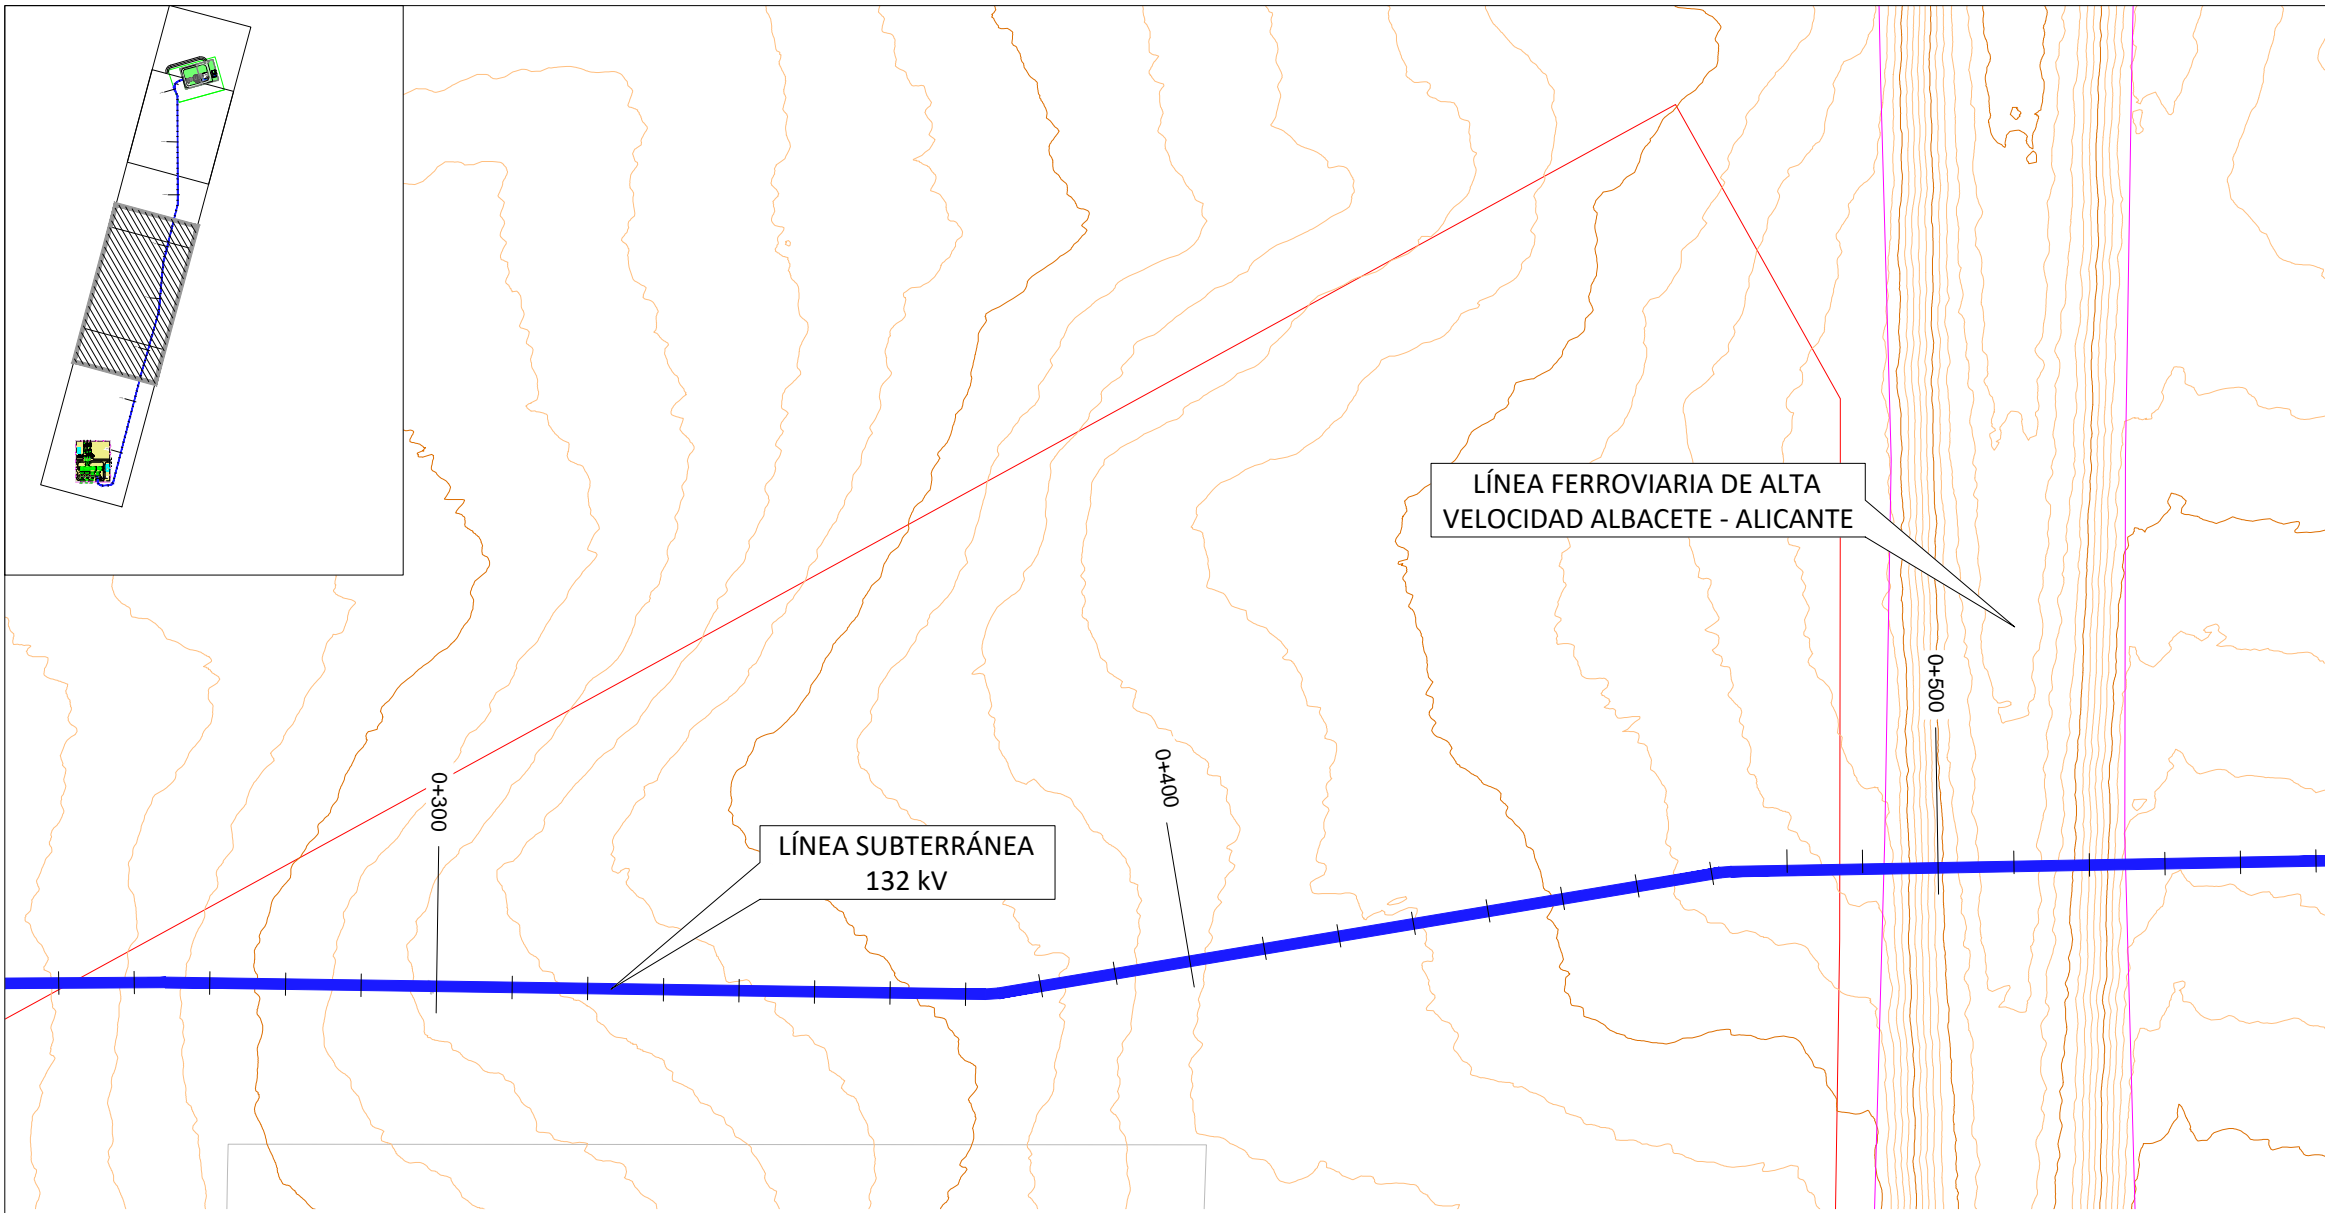 LÍNEA FERROVIARIA DE ALTA
VELOCIDAD ALBACETE - ALICANTE
0+500
0+400
0+300
LÍNEA SUBTERRÁNEA
132 kV